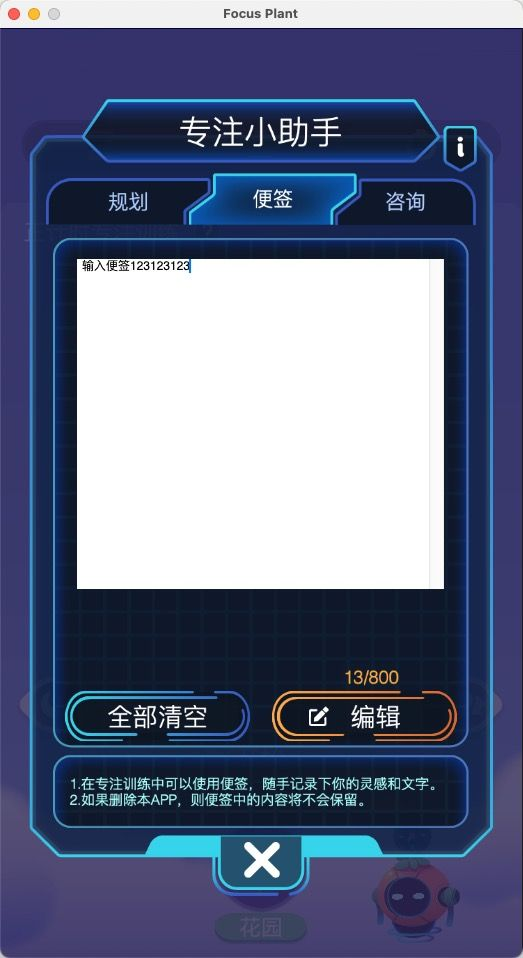 Focus Plant
专注小助手
规划
便签
咨询
输入便签123123123
13/800
全部清空
编辑
1.在专注训练中可以使用便签，随手记录下你的灵感和文字。
2.如果删除本APP，则便签中的内容将不会保留。
花园